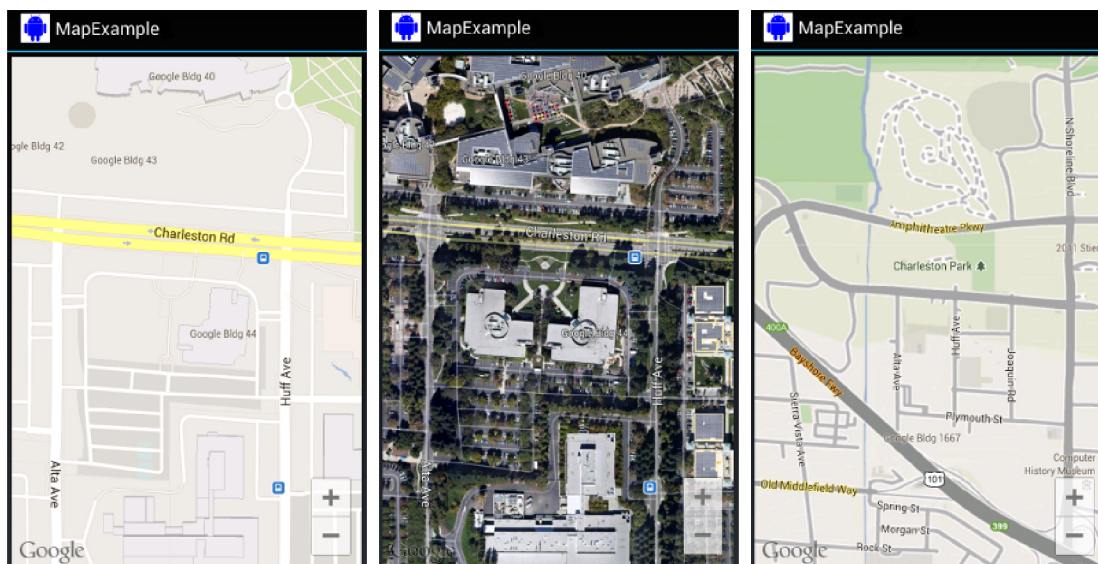 MapExample
Google Bldg 40
ogle Bldg 42
Google Bldg 43
Charleston Rd
Google Bldg 44
Huff Ave
Alta Ave
+
−
Google
MapExample
Google Bldg 40
Google Bldg 43
Charleston Rd
Google Bldg 44
Huff Ave
Alta Ave
+
−
Google
MapExample
N Shoreline Blvd
Amphitheatre Pkwy
Charleston Park
400A
Huff Ave
Alta Ave
Joaquin Rd
Bayshore Fwy
Sierra Vista Ave
Plymouth St
Google Bldg 1667
Computer
History Museum
101
Old Middlefield Way
Spring St
399
Morgan St
Rock St
+
−
Google